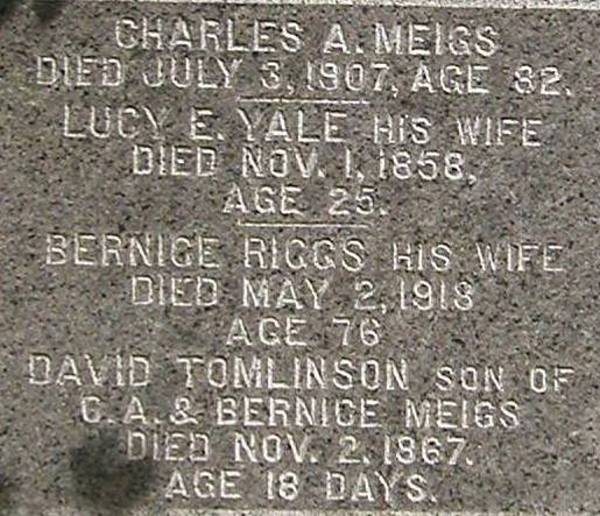 CHARLES A. MEIGS
DIED JULY 3, 1907, AGE 82.
LUCY E. YALE HIS WIFE
DIED NOV. 1, 1858,
AGE 25.
BERNICE RIGGS HIS WIFE
DIED MAY 2, 1918
AGE 76
DAVID TOMLINSON SON OF
C. A. & BERNICE MEIGS
DIED NOV. 2. 1867.
AGE 18 DAYS.